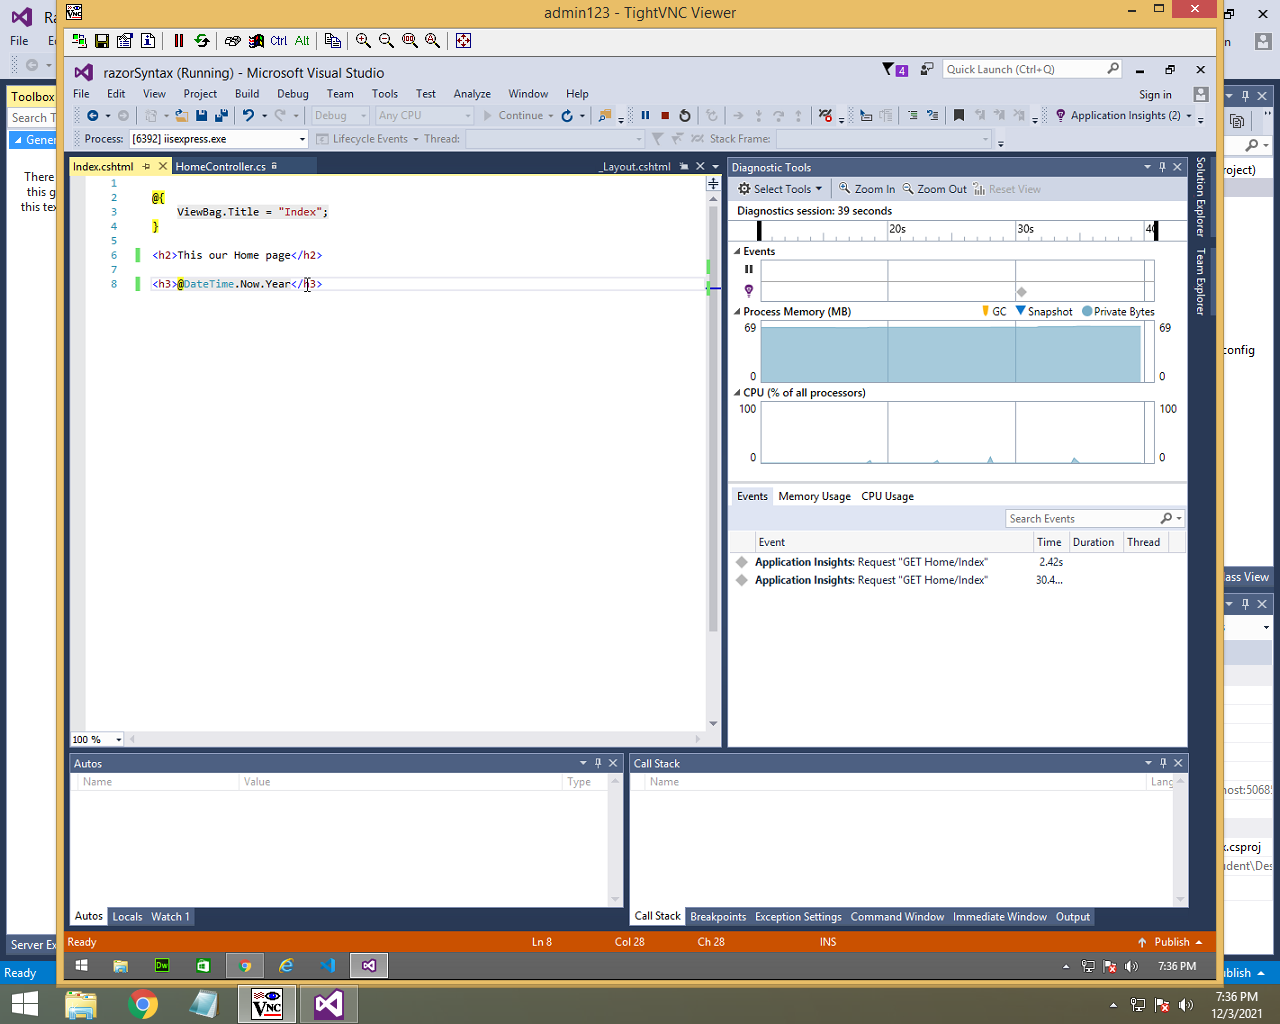 admin123 - TightVNC Viewer
Ctrl Alt
razorSyntax (Running) - Microsoft Visual Studio
4
Quick Launch (Ctrl+Q)
File Edit View Project Build Debug Team Tools Test Analyze Window Help
Sign in
Debug Any CPU Continue Application Insights (2)
Process: [6392] iisexpress.exe Lifecycle Events Thread: Stack Frame:
Index.cshtml HomeController.cs _Layout.cshtml
1
2 @{
3 ViewBag.Title = "Index";
4 }
5
6 <h2>This our Home page</h2>
7
8 <h3>@DateTime.Now.Year</h3>
100 %
Diagnostic Tools
Select Tools Zoom In Zoom Out Reset View
Diagnostics session: 39 seconds
20s 30s 40
Events
Process Memory (MB) GC Snapshot Private Bytes
69 69
0 0
CPU (% of all processors)
100 100
0 0
Events Memory Usage CPU Usage
Search Events
Event Time Duration Thread
Application Insights: Request "GET Home/Index" 2.42s
Application Insights: Request "GET Home/Index" 30.4...
Solution Explorer
Team Explorer
Autos
Name Value Type
Autos Locals Watch 1
Call Stack
Name Lang
Call Stack Breakpoints Exception Settings Command Window Immediate Window Output
Ready Ln 8 Col 28 Ch 28 INS Publish
Dw
7:36 PM
File
Toolbox
Search T
Gener
There
this g
this tex
Server Ex
Ready
oject)
config
ass View
host:5068
x.csproj
udent\Des
blish
VNC
7:36 PM
12/3/2021